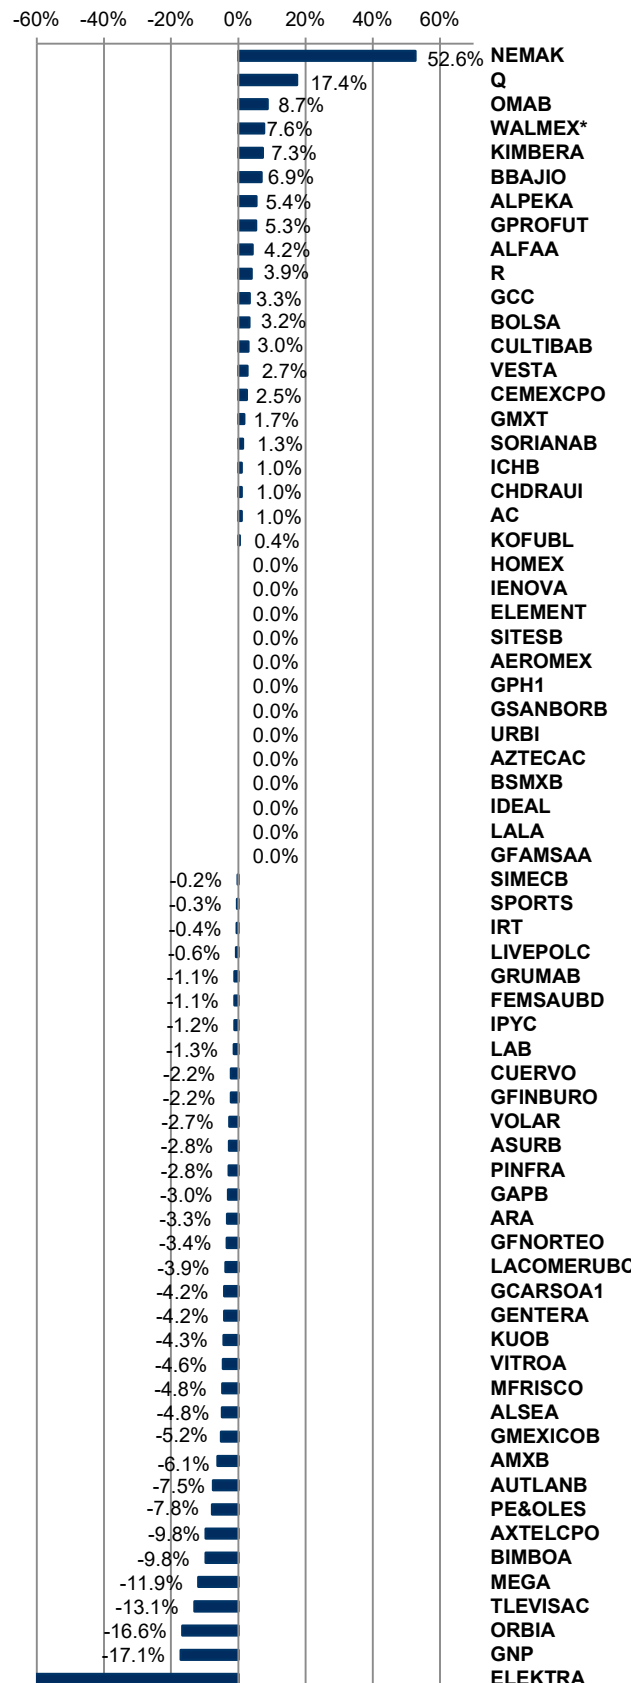 -60% -40% -20% 0% 20% 40% 60%
52.6% NEMAK
17.4% Q
8.7% OMAB
7.6% WALMEX*
7.3% KIMBERA
6.9% BBAJIO
5.4% ALPEKA
5.3% GPROFUT
4.2% ALFAA
3.9% R
3.3% GCC
3.2% BOLSA
3.0% CULTIBAB
2.7% VESTA
2.5% CEMEXCPO
1.7% GMXT
1.3% SORIANAB
1.0% ICHB
1.0% CHDRAUI
1.0% AC
0.4% KOFUBL
0.0% HOMEX
0.0% IENOVA
0.0% ELEMENT
0.0% SITESB
0.0% AEROMEX
0.0% GPH1
0.0% GSANBORB
0.0% URBI
0.0% AZTECAC
0.0% BSMXB
0.0% IDEAL
0.0% LALA
0.0% GFAMSAA
-0.2% SIMECB
-0.3% SPORTS
-0.4% IRT
-0.6% LIVEPOLC
-1.1% GRUMAB
-1.1% FEMSAUBD
-1.2% IPYC
-1.3% LAB
-2.2% CUERVO
-2.2% GFINBURO
-2.7% VOLAR
-2.8% ASURB
-2.8% PINFRA
-3.0% GAPB
-3.3% ARA
-3.4% GFNORTEO
-3.9% LACOMERUBC
-4.2% GCARSOA1
-4.2% GENTERA
-4.3% KUOB
-4.6% VITROA
-4.8% MFRISCO
-4.8% ALSEA
-5.2% GMEXICOB
-6.1% AMXB
-7.5% AUTLANB
-7.8% PE&OLES
-9.8% AXTELCPO
-9.8% BIMBOA
-11.9% MEGA
-13.1% TLEVISAC
-16.6% ORBIA
-17.1% GNP
ELEKTRA